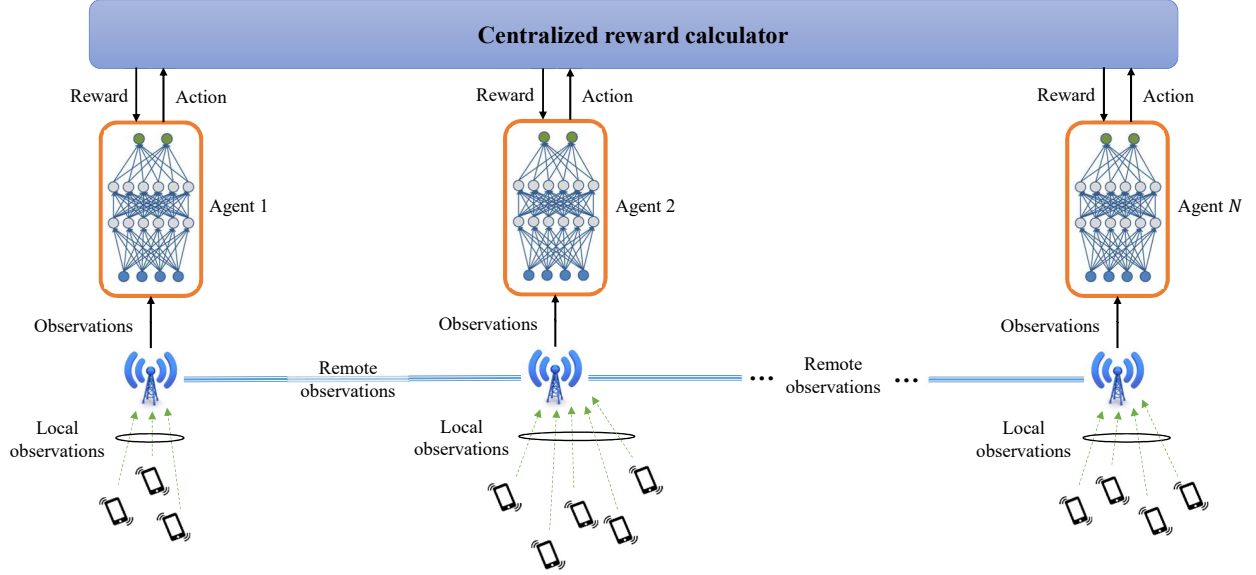 Centralized reward calculator
Reward
Action
Reward
Action
Reward
Action
Agent 1
Agent 2
Agent N
Observations
Observations
Observations
Remote
observations
...
Remote
observations
...
Local
observations
Local
observations
Local
observations